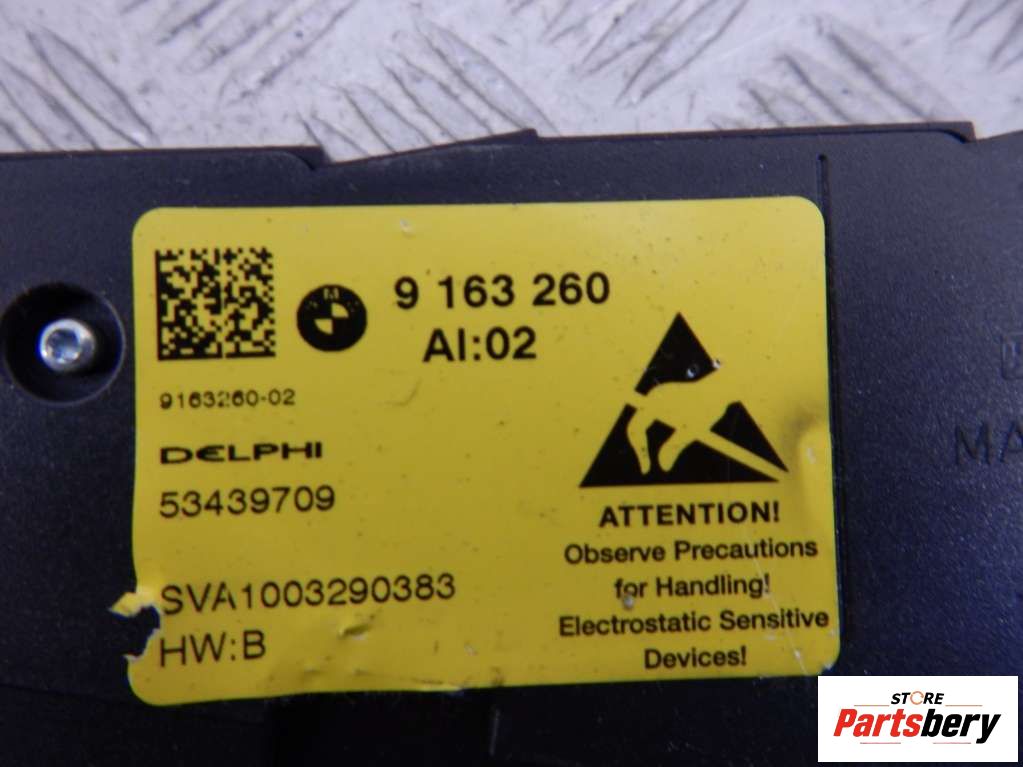 M
9 163 260
AI:02
9163260-02
DELPHI
53439709
SVA1003290383
HW:B
ATTENTION!
Observe Precautions
for Handling!
Electrostatic Sensitive
Devices!
STORE
Partsbery